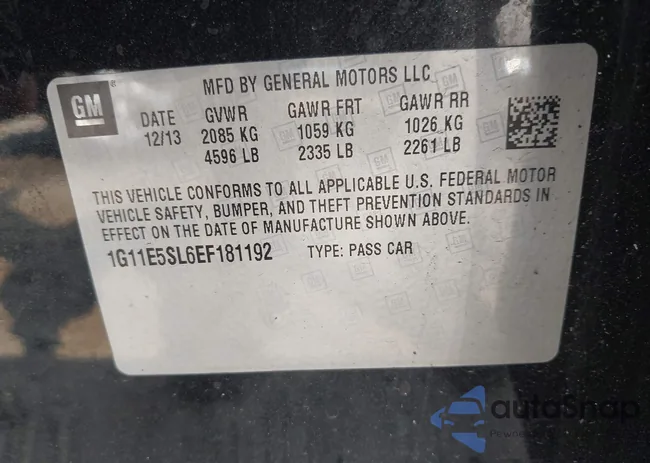 GM®
MFD BY GENERAL MOTORS LLC
DATE GVWR GAWR FRT GAWR RR
12/13 2085 KG 1059 KG 1026 KG
4596 LB 2335 LB 2261 LB
THIS VEHICLE CONFORMS TO ALL APPLICABLE U.S. FEDERAL MOTOR
VEHICLE SAFETY, BUMPER, AND THEFT PREVENTION STANDARDS IN
EFFECT ON THE DATE OF MANUFACTURE SHOWN ABOVE.
1G11E5SL6EF181192 TYPE: PASS CAR
autoSnap